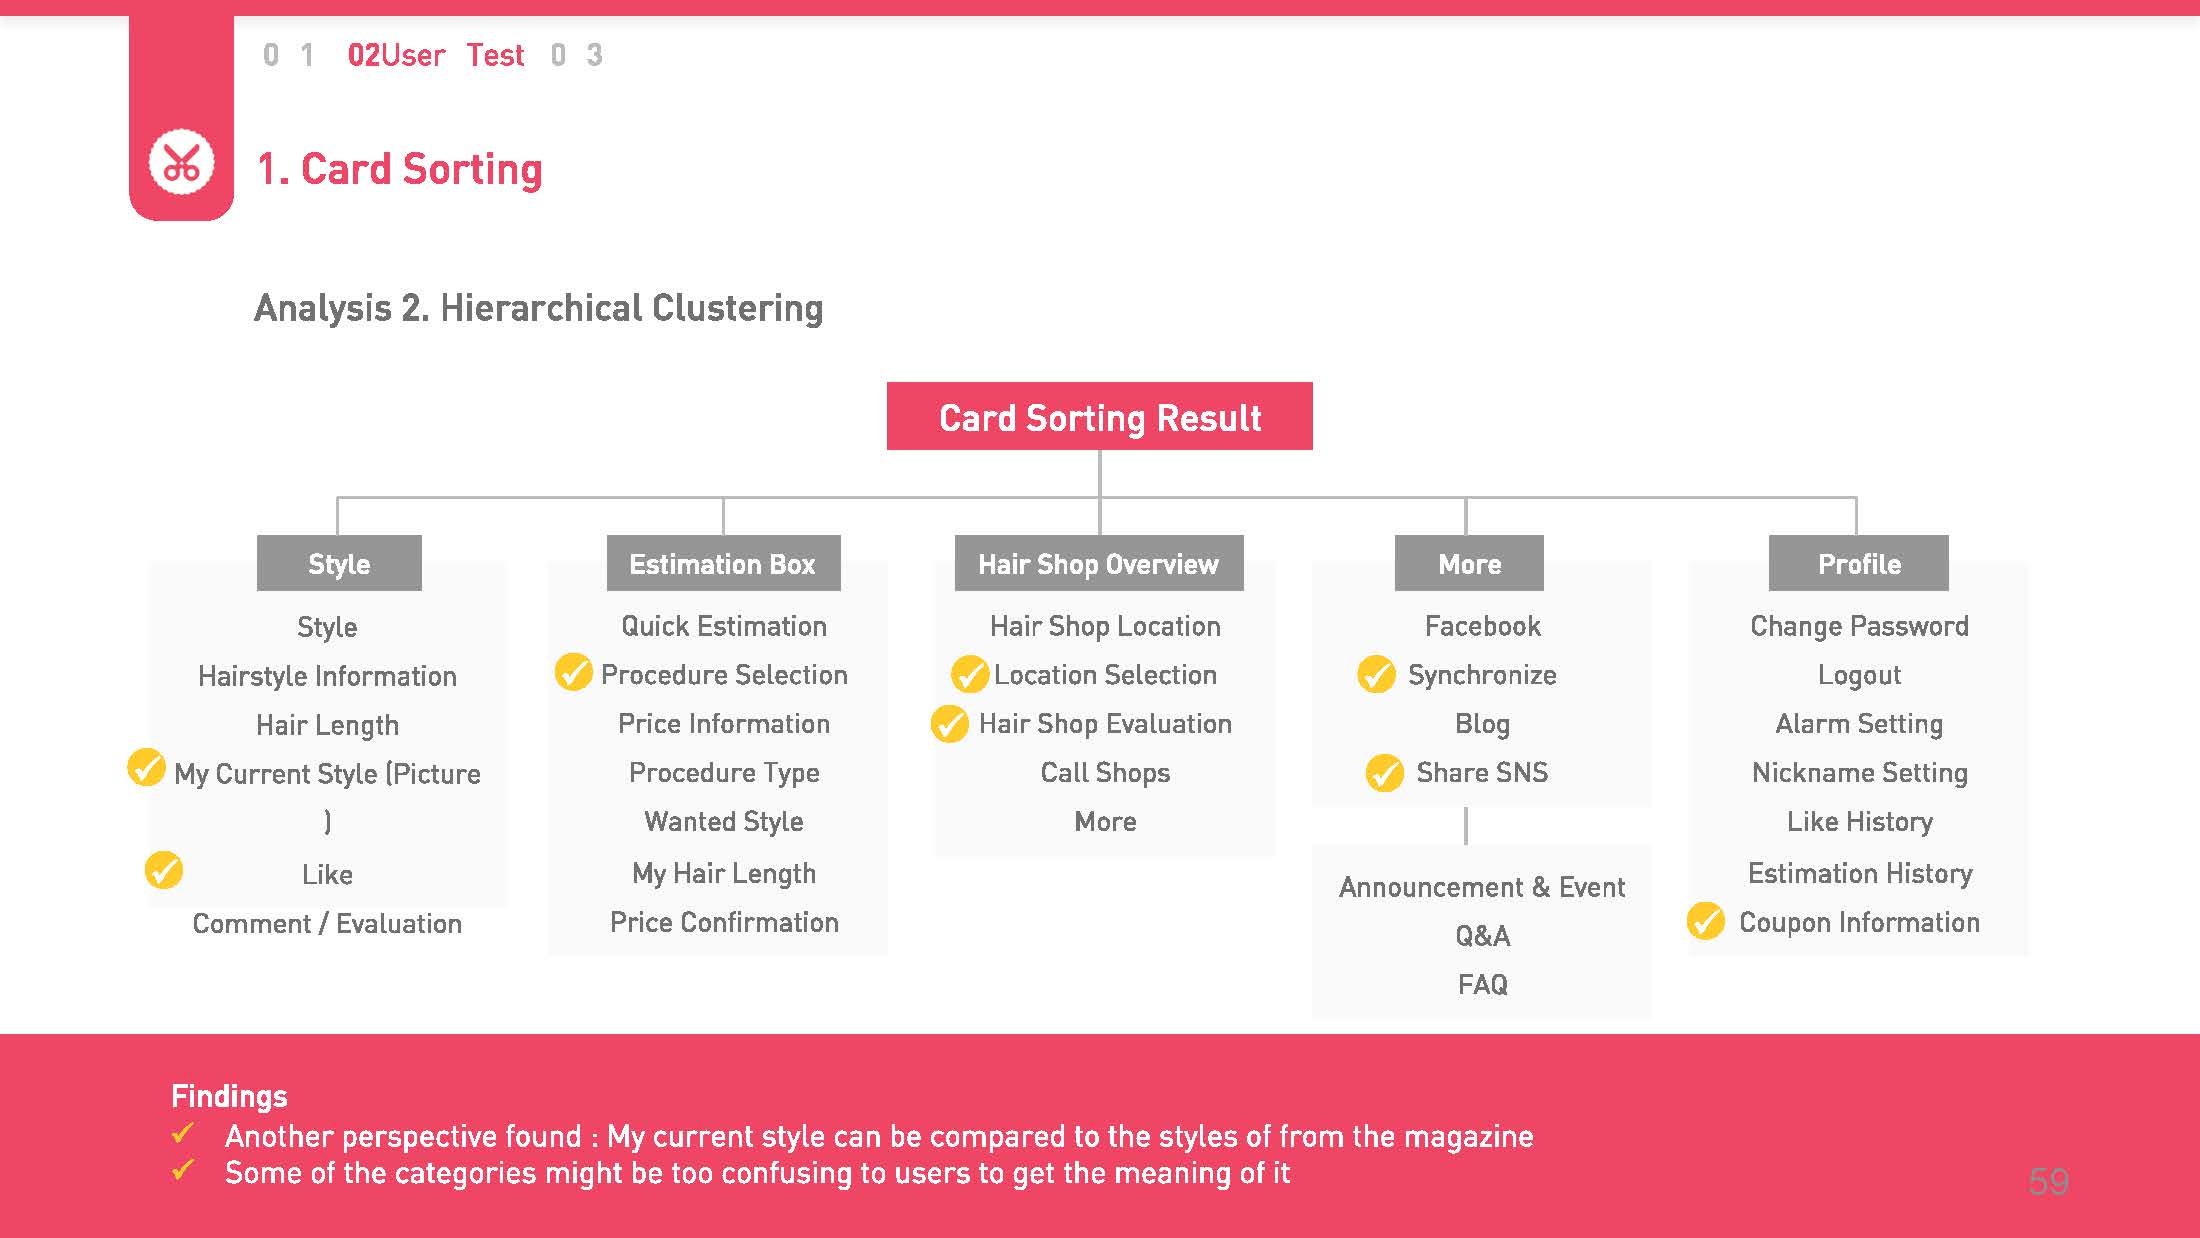 0 1 02User Test 0 3
1. Card Sorting
Analysis 2. Hierarchical Clustering
Card Sorting Result
Style
Style
Hairstyle Information
Hair Length
My Current Style (Picture
)
Like
Comment / Evaluation
Estimation Box
Quick Estimation
Procedure Selection
Price Information
Procedure Type
Wanted Style
My Hair Length
Price Confirmation
Hair Shop Overview
Hair Shop Location
Location Selection
Hair Shop Evaluation
Call Shops
More
More
Facebook
Synchronize
Blog
Share SNS
Announcement & Event
Q&A
FAQ
Profile
Change Password
Logout
Alarm Setting
Nickname Setting
Like History
Estimation History
Coupon Information
Findings
Another perspective found : My current style can be compared to the styles of from the magazine
Some of the categories might be too confusing to users to get the meaning of it
59